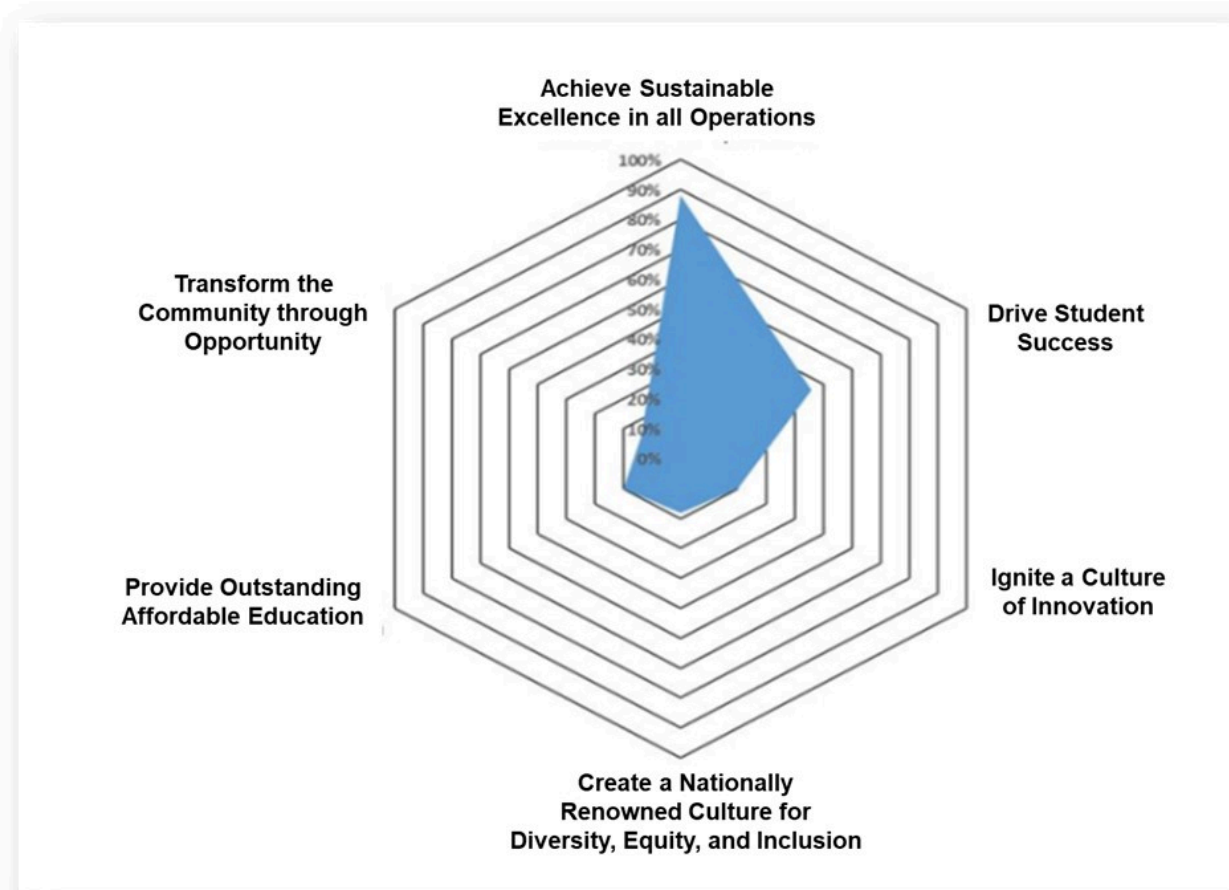 Achieve Sustainable
Excellence in all Operations
100%
90%
80%
70%
60%
50%
40%
30%
20%
10%
0%
Transform the
Community through
Opportunity
Drive Student
Success
Provide Outstanding
Affordable Education
Ignite a Culture
of Innovation
Create a Nationally
Renowned Culture for
Diversity, Equity, and Inclusion